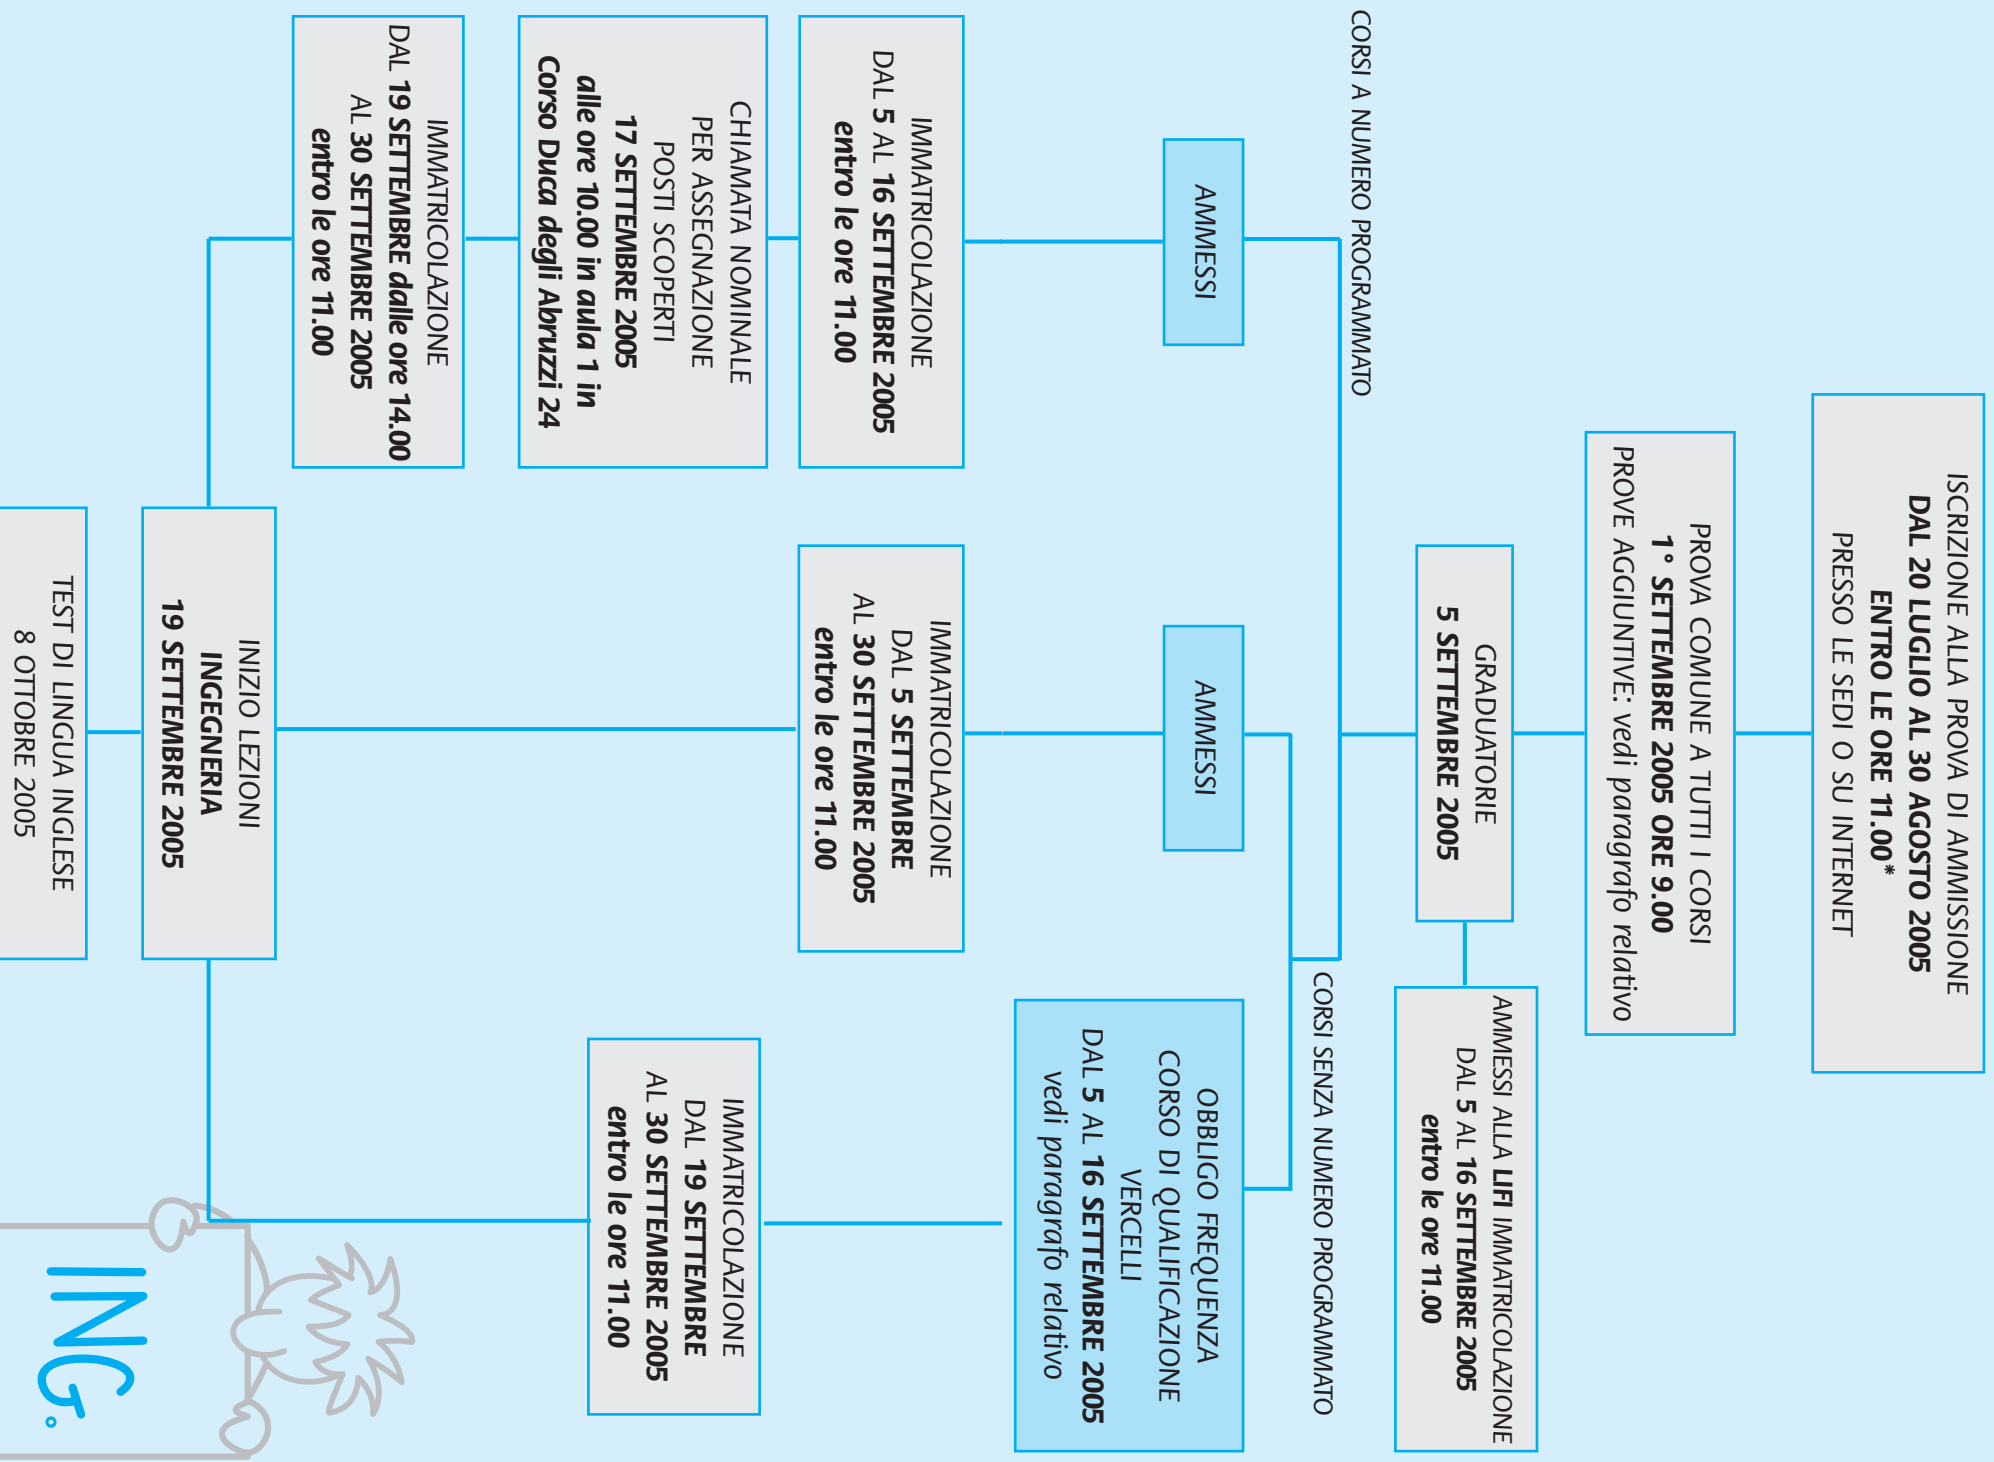 ISCRIZIONE ALLA PROVA DI AMMISSIONE
DAL 20 LUGLIO AL 30 AGOSTO 2005
ENTRO LE ORE 11.00*
PRESSO LE SEDI O SU INTERNET
PROVA COMUNE A TUTTI I CORSI
1° SETTEMBRE 2005 ORE 9.00
PROVE AGGIUNTIVE: vedi paragrafo relativo
GRADUATORIE
5 SETTEMBRE 2005
AMMESSI ALLA LIFI IMMATRICOLAZIONE
DAL 5 AL 16 SETTEMBRE 2005
entro le ore 11.00
CORSI A NUMERO PROGRAMMATO
CORSI SENZA NUMERO PROGRAMMATO
AMMESSI
AMMESSI
OBBLIGO FREQUENZA
CORSO DI QUALIFICAZIONE
VERCELLI
DAL 5 AL 16 SETTEMBRE 2005
vedi paragrafo relativo
IMMATRICOLAZIONE
DAL 5 AL 16 SETTEMBRE 2005
entro le ore 11.00
IMMATRICOLAZIONE
DAL 5 SETTEMBRE
AL 30 SETTEMBRE 2005
entro le ore 11.00
CHIAMATA NOMINALE
PER ASSEGNAZIONE
POSTI SCOPERTI
17 SETTEMBRE 2005
alle ore 10.00 in aula 1 in
Corso Duca degli Abruzzi 24
IMMATRICOLAZIONE
DAL 19 SETTEMBRE
AL 30 SETTEMBRE 2005
entro le ore 11.00
IMMATRICOLAZIONE
DAL 19 SETTEMBRE dalle ore 14.00
AL 30 SETTEMBRE 2005
entro le ore 11.00
INIZIO LEZIONI
INGEGNERIA
19 SETTEMBRE 2005
TEST DI LINGUA INGLESE
8 OTTOBRE 2005
ING.